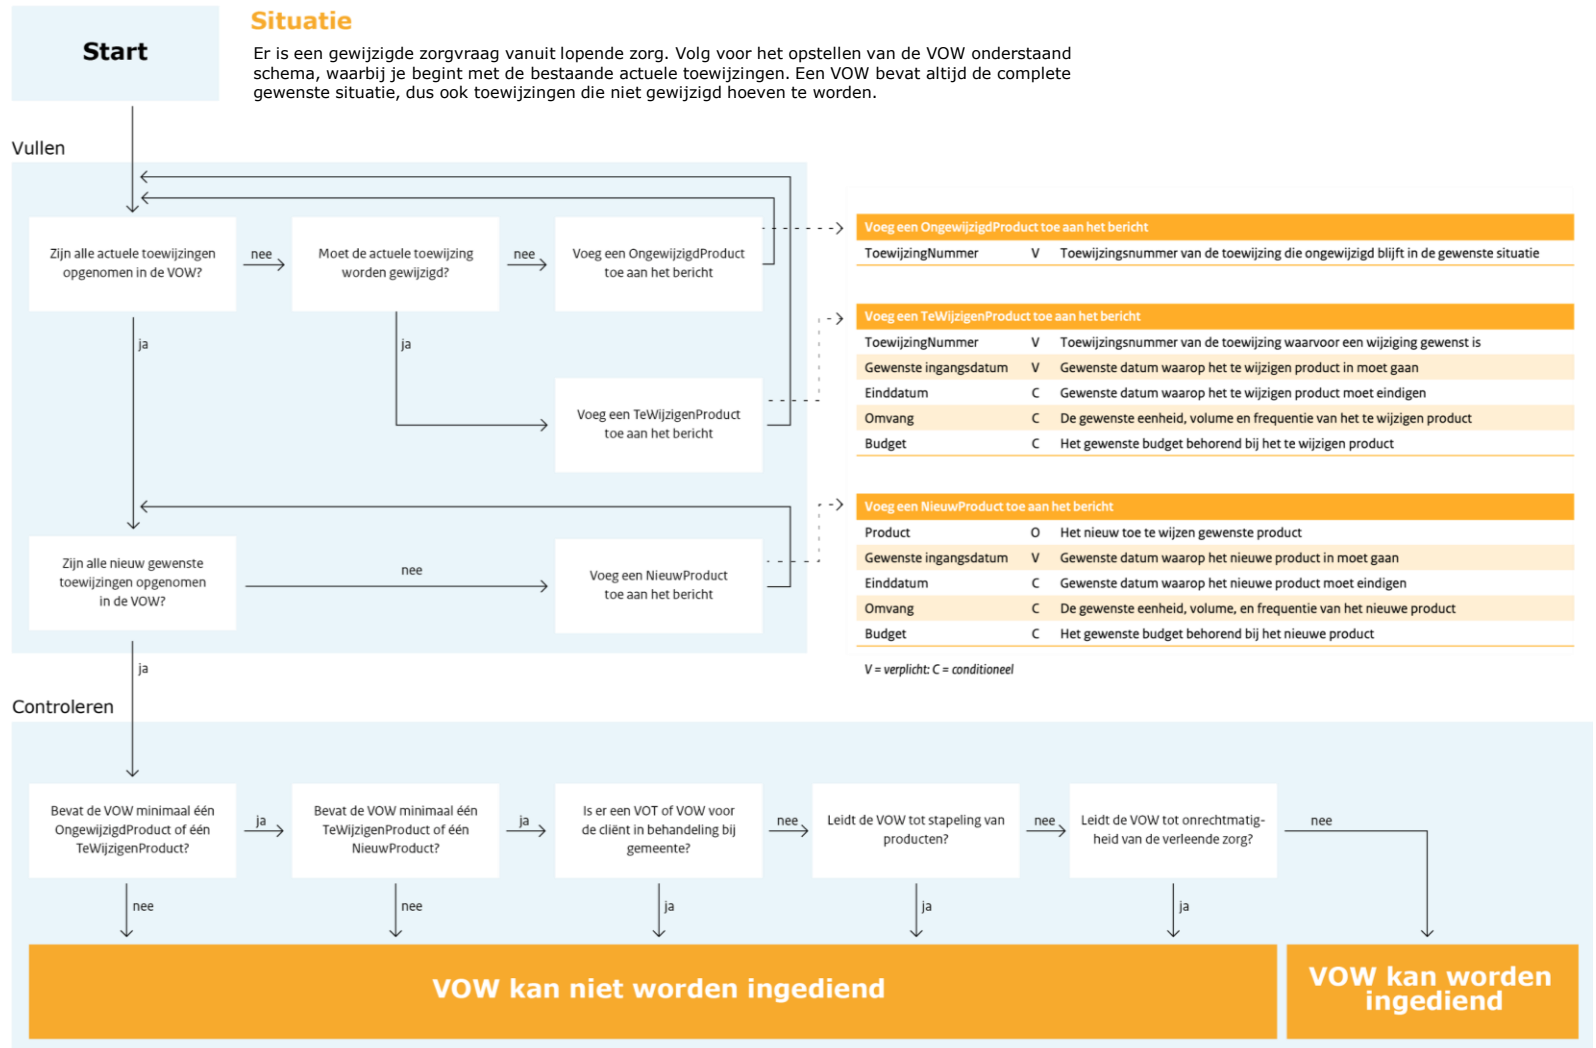 Start
Situatie
Er is een gewijzigde zorgvraag vanuit lopende zorg. Volg voor het opstellen van de VOW onderstaand
schema, waarbij je begint met de bestaande actuele toewijzingen. Een VOW bevat altijd de complete
gewenste situatie, dus ook toewijzingen die niet gewijzigd hoeven te worden.
Vullen
Zijn alle actuele toewijzingen
opgenomen in de VOW?
nee
Moet de actuele toewijzing
worden gewijzigd?
nee
Voeg een OngewijzigdProduct
toe aan het bericht
ja
ja
Voeg een TeWijzigenProduct
toe aan het bericht
Zijn alle nieuw gewenste
toewijzingen opgenomen
in de VOW?
nee
Voeg een NieuwProduct
toe aan het bericht
ja
Voeg een OngewijzigdProduct toe aan het bericht
ToewijzingNummer V Toewijzingsnummer van de toewijzing die ongewijzigd blijft in de gewenste situatie
Voeg een TeWijzigenProduct toe aan het bericht
ToewijzingNummer V Toewijzingsnummer van de toewijzing waarvoor een wijziging gewenst is
Gewenste ingangsdatum V Gewenste datum waarop het te wijzigen product in moet gaan
Einddatum C Gewenste datum waarop het te wijzigen product moet eindigen
Omvang C De gewenste eenheid, volume en frequentie van het te wijzigen product
Budget C Het gewenste budget behorend bij het te wijzigen product
Voeg een NieuwProduct toe aan het bericht
Product O Het nieuw toe te wijzen gewenste product
Gewenste ingangsdatum V Gewenste datum waarop het nieuwe product in moet gaan
Einddatum C Gewenste datum waarop het nieuwe product moet eindigen
Omvang C De gewenste eenheid, volume, en frequentie van het nieuwe product
Budget C Het gewenste budget behorend bij het nieuwe product
V = verplicht: C = conditioneel
Controleren
Bevat de VOW minimaal één
OngewijzigdProduct of één
TeWijzigenProduct?
ja
Bevat de VOW minimaal één
TeWijzigenProduct of één
NieuwProduct?
ja
Is er een VOT of VOW voor
de cliënt in behandeling bij
gemeente?
nee
Leidt de VOW tot stapeling van
producten?
nee
Leidt de VOW tot onrechtmatig-
heid van de verleende zorg?
nee
nee
nee
ja
ja
ja
VOW kan niet worden ingediend
VOW kan worden
ingediend